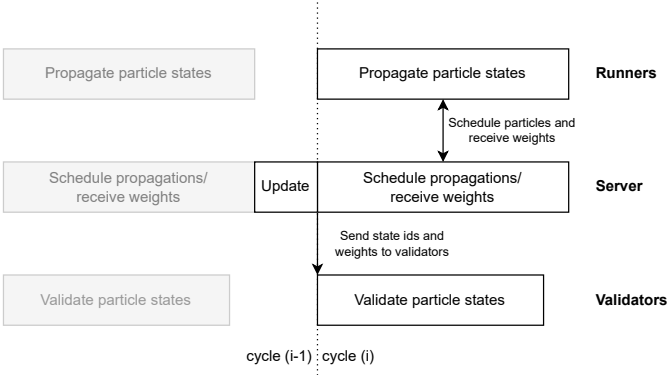 Propagate particle states
Propagate particle states
Runners
Schedule particles and
receive weights
Schedule propagations/
receive weights
Update
Schedule propagations/
receive weights
Server
Send state ids and
weights to validators
Validate particle states
Validate particle states
Validators
cycle (i-1)
cycle (i)